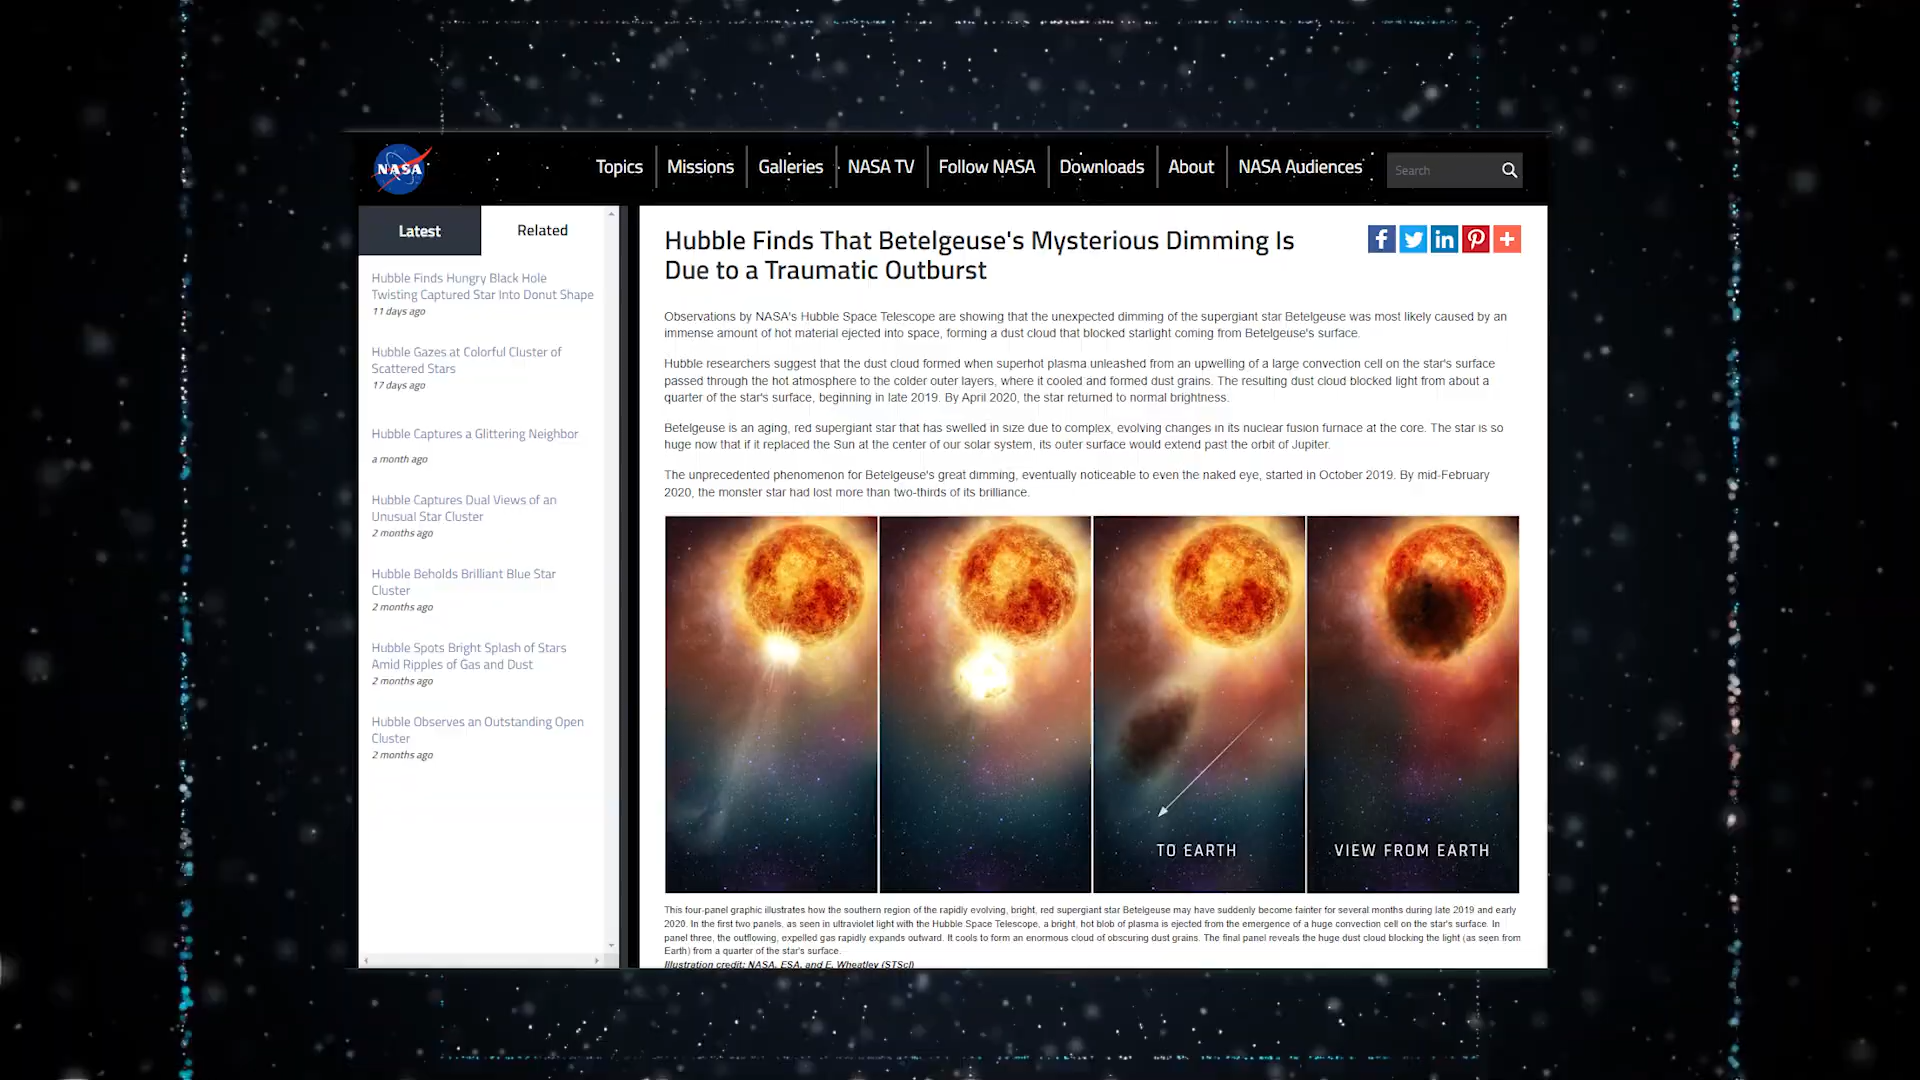 NASA
Topics
Missions
Galleries
NASA TV
Follow NASA
Downloads
About
NASA Audiences
Search
Latest
Related
Hubble Finds Hungry Black Hole
Twisting Captured Star Into Donut Shape
11 days ago
Hubble Gazes at Colorful Cluster of
Scattered Stars
17 days ago
Hubble Captures a Glittering Neighbor
a month ago
Hubble Captures Dual Views of an
Unusual Star Cluster
2 months ago
Hubble Beholds Brilliant Blue Star
Cluster
2 months ago
Hubble Spots Bright Splash of Stars
Amid Ripples of Gas and Dust
2 months ago
Hubble Observes an Outstanding Open
Cluster
2 months ago
Hubble Finds That Betelgeuse's Mysterious Dimming Is
Due to a Traumatic Outburst
Observations by NASA's Hubble Space Telescope are showing that the unexpected dimming of the supergiant star Betelgeuse was most likely caused by an
immense amount of hot material ejected into space, forming a dust cloud that blocked starlight coming from Betelgeuse's surface.
Hubble researchers suggest that the dust cloud formed when superhot plasma unleashed from an upwelling of a large convection cell on the star's surface
passed through the hot atmosphere to the colder outer layers, where it cooled and formed dust grains. The resulting dust cloud blocked light from about a
quarter of the star's surface, beginning in late 2019. By April 2020, the star returned to normal brightness.
Betelgeuse is an aging, red supergiant star that has swelled in size due to complex, evolving changes in its nuclear fusion furnace at the core. The star is so
huge now that if it replaced the Sun at the center of our solar system, its outer surface would extend past the orbit of Jupiter.
The unprecedented phenomenon for Betelgeuse's great dimming, eventually noticeable to even the naked eye, started in October 2019. By mid-February
2020, the monster star had lost more than two-thirds of its brilliance.
TO EARTH
VIEW FROM EARTH
This four-panel graphic illustrates how the southern region of the rapidly evolving, bright, red supergiant star Betelgeuse may have suddenly become fainter for several months during late 2019 and early
2020. In the first two panels, as seen in ultraviolet light with the Hubble Space Telescope, a bright, hot blob of plasma is ejected from the emergence of a huge convection cell on the star's surface. In
panel three, the outflowing, expelled gas rapidly expands outward. It cools to form an enormous cloud of obscuring dust grains. The final panel reveals the huge dust cloud blocking the light (as seen from
Earth) from a quarter of the star's surface.
Illustration credit: NASA, ESA, and E. Wheatley (STScI)